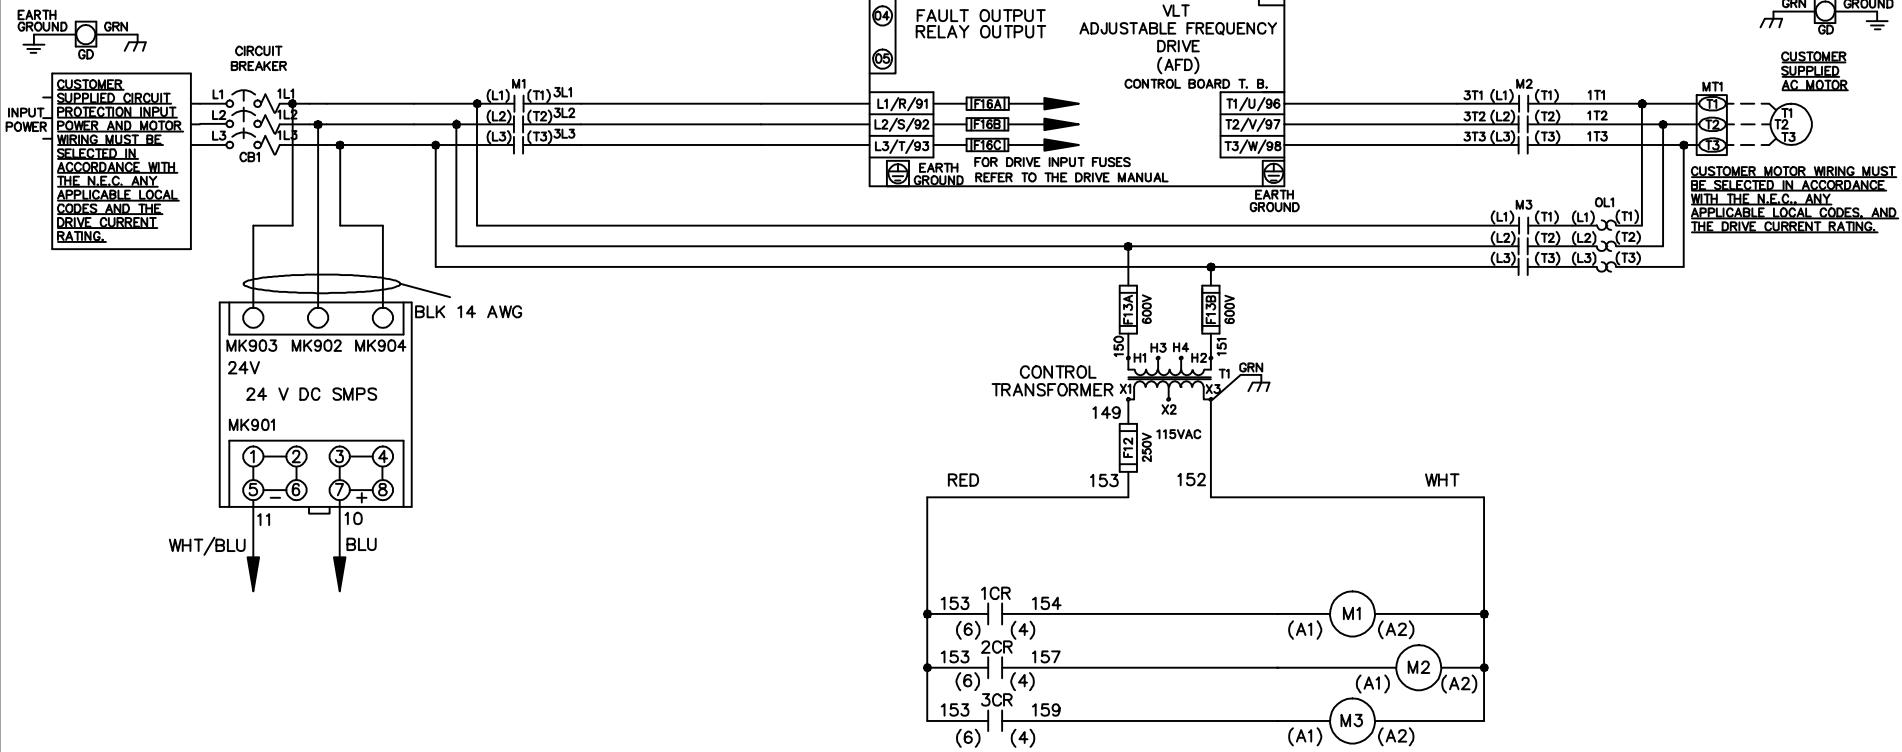 EARTH
GROUND
GRN
GD
INPUT
POWER
CUSTOMER
SUPPLIED CIRCUIT
PROTECTION INPUT
POWER AND MOTOR
WIRING MUST BE
SELECTED IN
ACCORDANCE WITH
THE N.E.C. ANY
APPLICABLE LOCAL
CODES AND THE
DRIVE CURRENT
RATING.
CIRCUIT
BREAKER
L1
1L1
L2
1L2
L3
1L3
CB1
M1
(L1) (T1) 3L1
(L2) (T2) 3L2
(L3) (T3) 3L3
04
05
FAULT OUTPUT
RELAY OUTPUT
VLT
ADJUSTABLE FREQUENCY
DRIVE
(AFD)
CONTROL BOARD T. B.
L1/R/91
L2/S/92
L3/T/93
F16A
F16B
F16C
T1/U/96
T2/V/97
T3/W/98
EARTH
GROUND
FOR DRIVE INPUT FUSES
REFER TO THE DRIVE MANUAL
EARTH
GROUND
M2
3T1 (L1) (T1) 1T1
3T2 (L2) (T2) 1T2
3T3 (L3) (T3) 1T3
GRN
GROUND
GD
CUSTOMER
SUPPLIED
AC MOTOR
MT1
T1
T2
T3
T1
T2
T3
CUSTOMER MOTOR WIRING MUST
BE SELECTED IN ACCORDANCE
WITH THE N.E.C., ANY
APPLICABLE LOCAL CODES, AND
THE DRIVE CURRENT RATING.
M3 OL1
(L1) (T1) (L1) (T1)
(L2) (T2) (L2) (T2)
(L3) (T3) (L3) (T3)
BLK 14 AWG
MK903 MK902 MK904
24V
24 V DC SMPS
MK901
1 2 3 4
5 6 7 8
- +
11 10
WHT/BLU BLU
F13A
600V
F13B
600V
150
151
H1 H3 H4 H2
CONTROL
TRANSFORMER
T1
GRN
X1 X2 X3
149
115VAC
F12
250V
153 152
RED WHT
153 1CR 154
(6) (4)
M1
(A1) (A2)
153 2CR 157
(6) (4)
M2
(A1) (A2)
153 3CR 159
(6) (4)
M3
(A1) (A2)